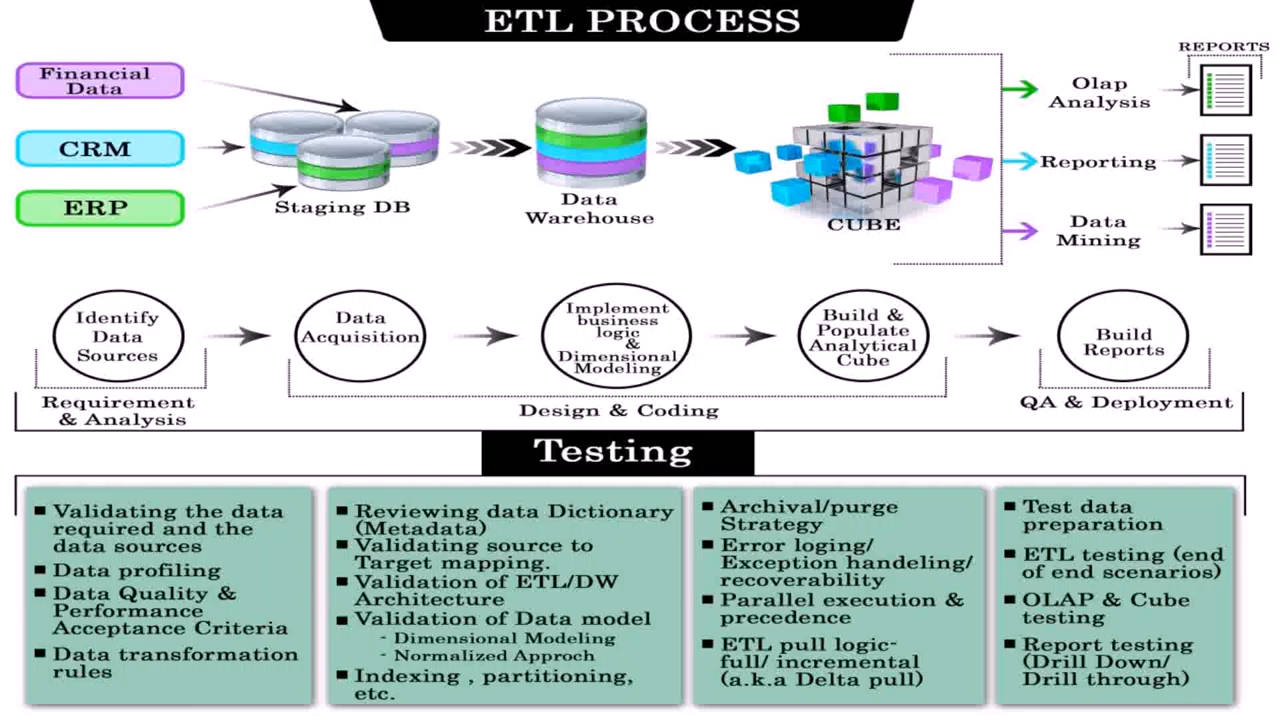 ETL PROCESS
REPORTS
Financial
Data
CRM
ERP
Staging DB
Data
Warehouse
CUBE
Olap
Analysis
Reporting
Data
Mining
Identify
Data
Sources
Data
Acquisition
Implement
business
logic
&
Dimensional
Modeling
Build &
Populate
Analytical
Cube
Build
Reports
Requirement
& Analysis
Design & Coding
QA & Deployment
Testing
▪ Validating the data
required and the
data sources
▪ Data profiling
▪ Data Quality &
Performance
Acceptance Criteria
▪ Data transformation
rules
▪ Reviewing data Dictionary
(Metadata)
▪ Validating source to
Target mapping.
▪ Validation of ETL/DW
Architecture
▪ Validation of Data model
- Dimensional Modeling
- Normalized Approch
▪ Indexing , partitioning,
etc.
▪ Archival/purge
Strategy
▪ Error loging/
Exception handeling/
recoverability
▪ Parallel execution &
precedence
▪ ETL pull logic-
full/ incremental
(a.k.a Delta pull)
▪ Test data
preparation
▪ ETL testing (end
of end scenarios)
▪ OLAP & Cube
testing
▪ Report testing
(Drill Down/
Drill through)